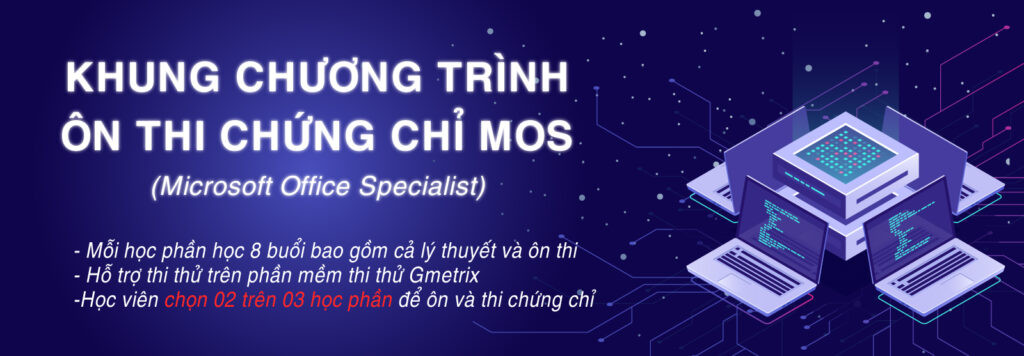 KHUNG CHƯƠNG TRÌNH
ÔN THI CHỨNG CHỈ MOS
(Microsoft Office Specialist)
- Mỗi học phần học 8 buổi bao gồm cả lý thuyết và ôn thi
- Hỗ trợ thi thử trên phần mềm thi thử Gmetrix
-Học viên chọn 02 trên 03 học phần để ôn và thi chứng chỉ